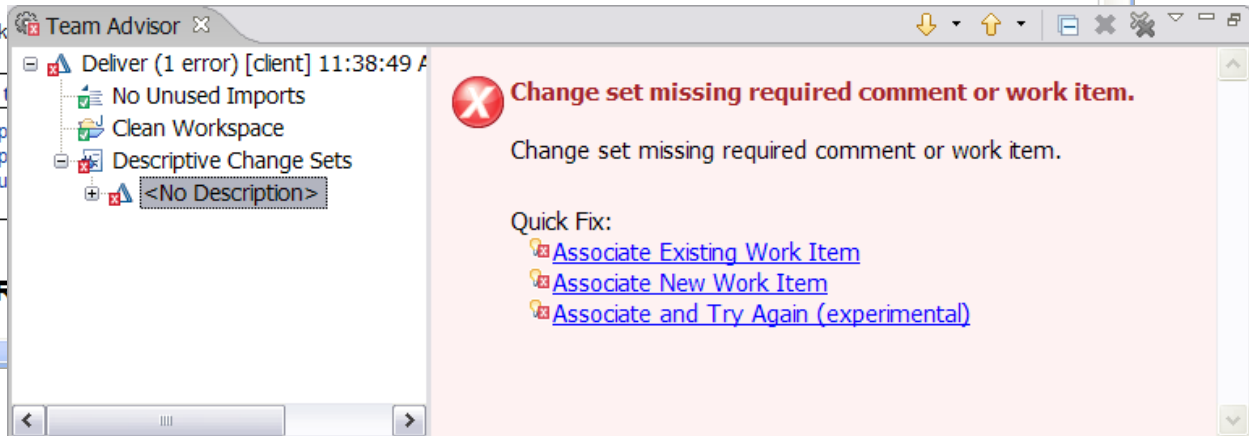 Team Advisor
Deliver (1 error) [client] 11:38:49 A
No Unused Imports
Clean Workspace
Descriptive Change Sets
<No Description>
Change set missing required comment or work item.
Change set missing required comment or work item.
Quick Fix:
Associate Existing Work Item
Associate New Work Item
Associate and Try Again (experimental)